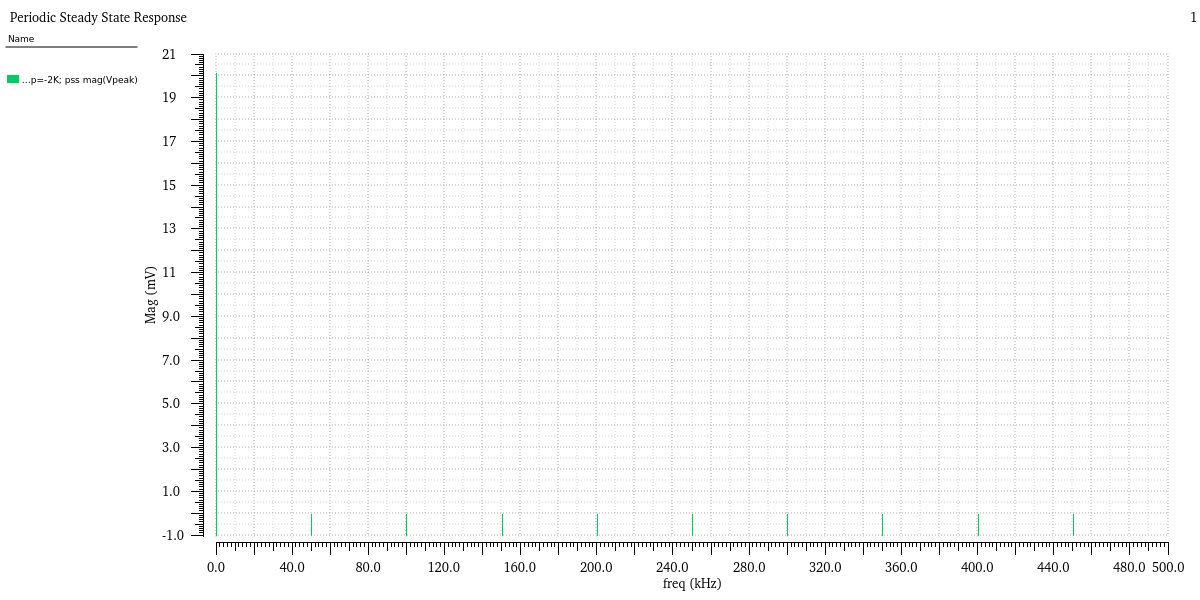 Periodic Steady State Response
1
Name
...p=-2K; pss mag(Vpeak)
21
19
17
15
13
11
9.0
7.0
5.0
3.0
1.0
-1.0
Mag (mV)
0.0 40.0 80.0 120.0 160.0 200.0 240.0 280.0 320.0 360.0 400.0 440.0 480.0 500.0
freq (kHz)